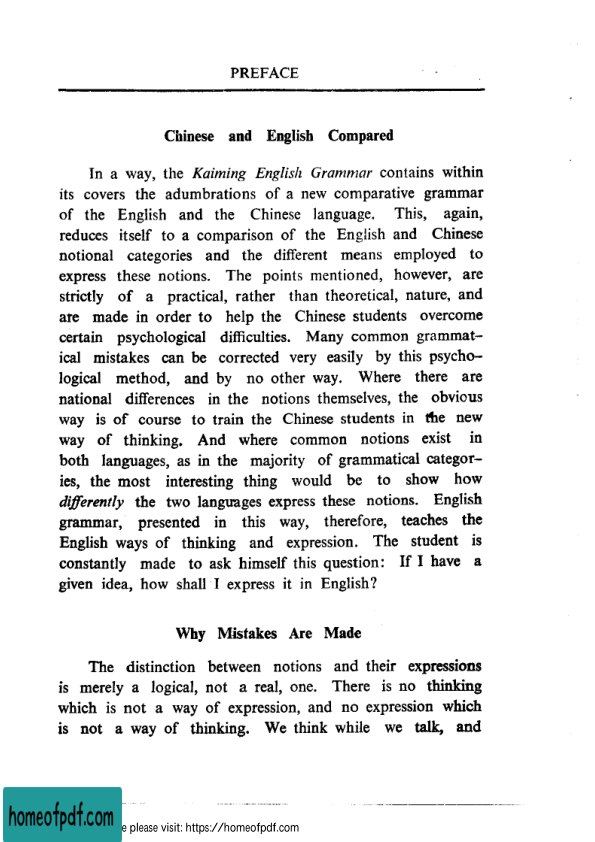 PREFACE
Chinese and English Compared
In a way, the Kaiming English Grammar contains within
its covers the adumbrations of a new comparative grammar
of the English and the Chinese language. This, again,
reduces itself to a comparison of the English and Chinese
notional categories and the different means employed to
express these notions. The points mentioned, however, are
strictly of a practical, rather than theoretical, nature, and
are made in order to help the Chinese students overcome
certain psychological difficulties. Many common grammat-
ical mistakes can be corrected very easily by this psycho-
logical method, and by no other way. Where there are
national differences in the notions themselves, the obvious
way is of course to train the Chinese students in the new
way of thinking. And where common notions exist in
both languages, as in the majority of grammatical categor-
ies, the most interesting thing would be to show how
differently the two languages express these notions. English
grammar, presented in this way, therefore, teaches the
English ways of thinking and expression. The student is
constantly made to ask himself this question: If I have a
given idea, how shall I express it in English?
Why Mistakes Are Made
The distinction between notions and their expressions
is merely a logical, not a real, one. There is no thinking
which is not a way of expression, and no expression which
is not a way of thinking. We think while we talk, and
homeofpdf.com
e please visit: https://homeofpdf.com